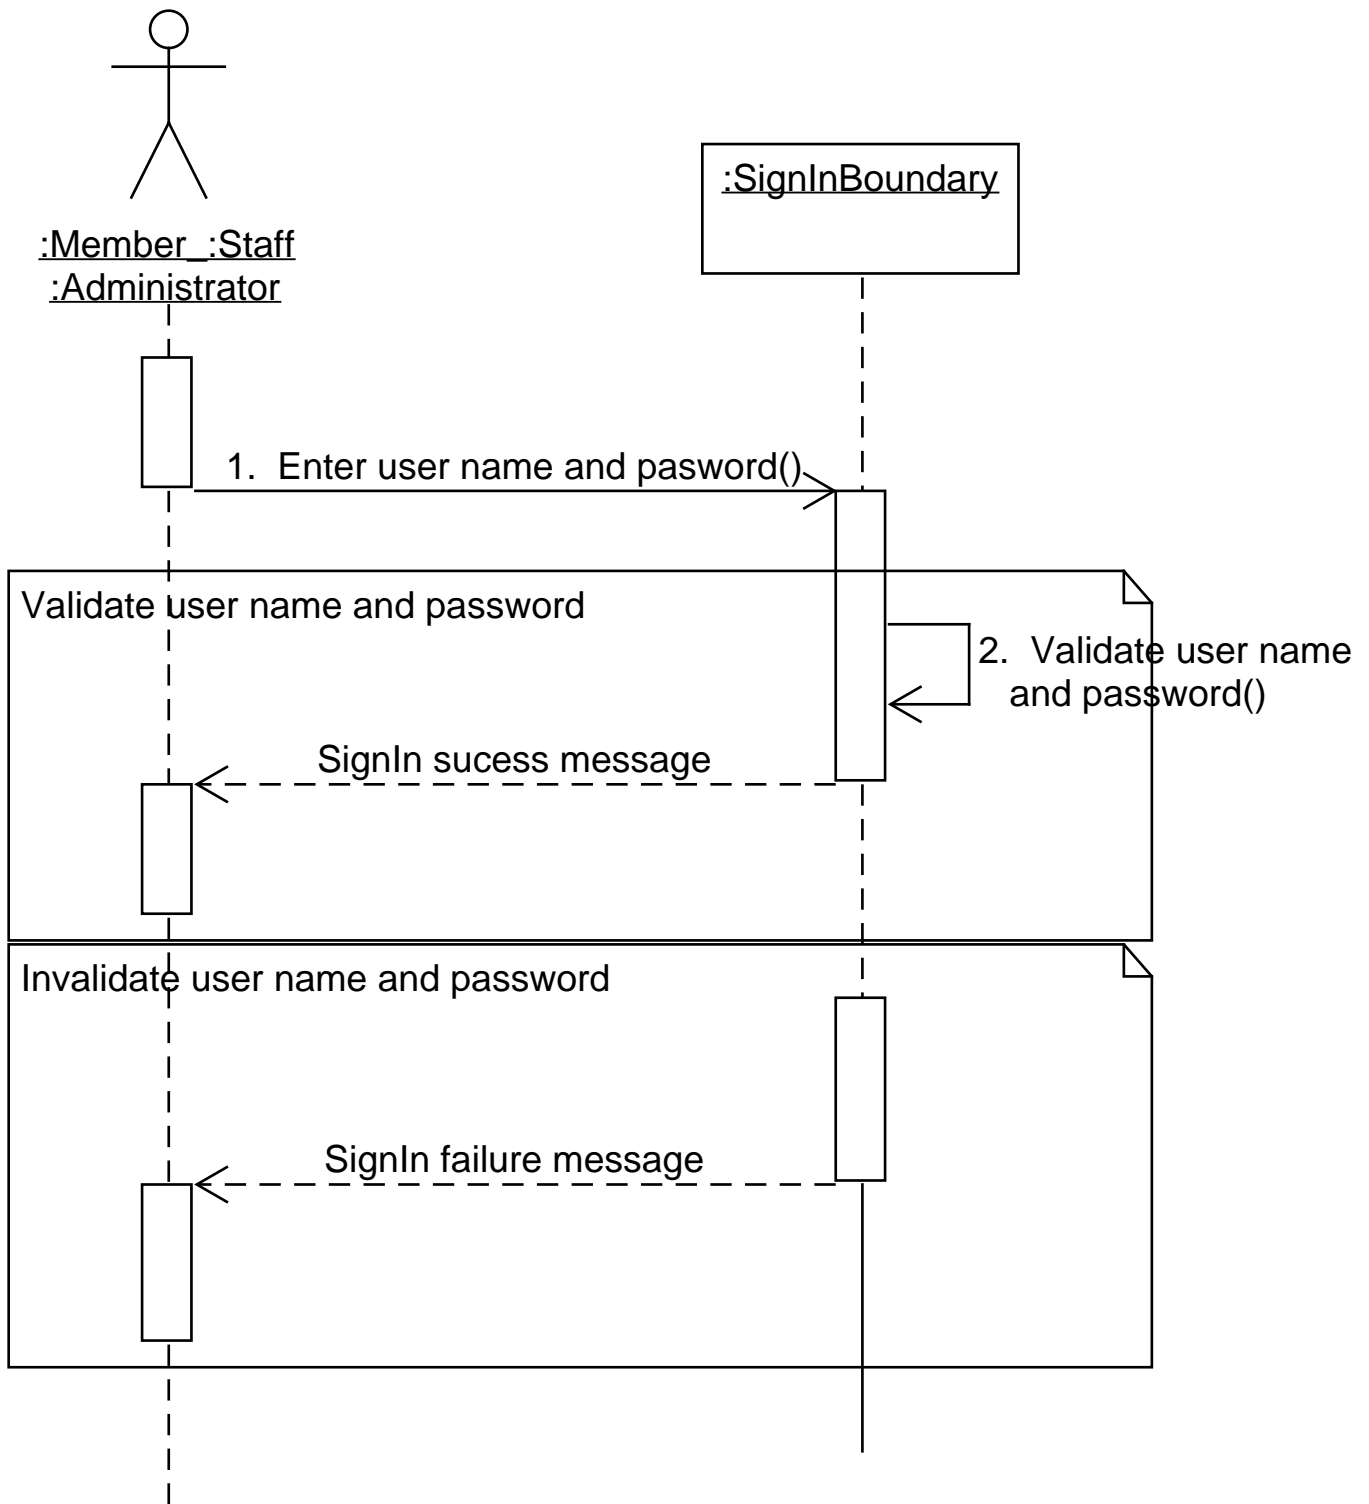 :SignInBoundary
:Member_:Staff
:Administrator
1.  Enter user name and pasword()
Validate user name and password
2.  Validate user name
and password()
SignIn sucess message
Invalidate user name and password
SignIn failure message